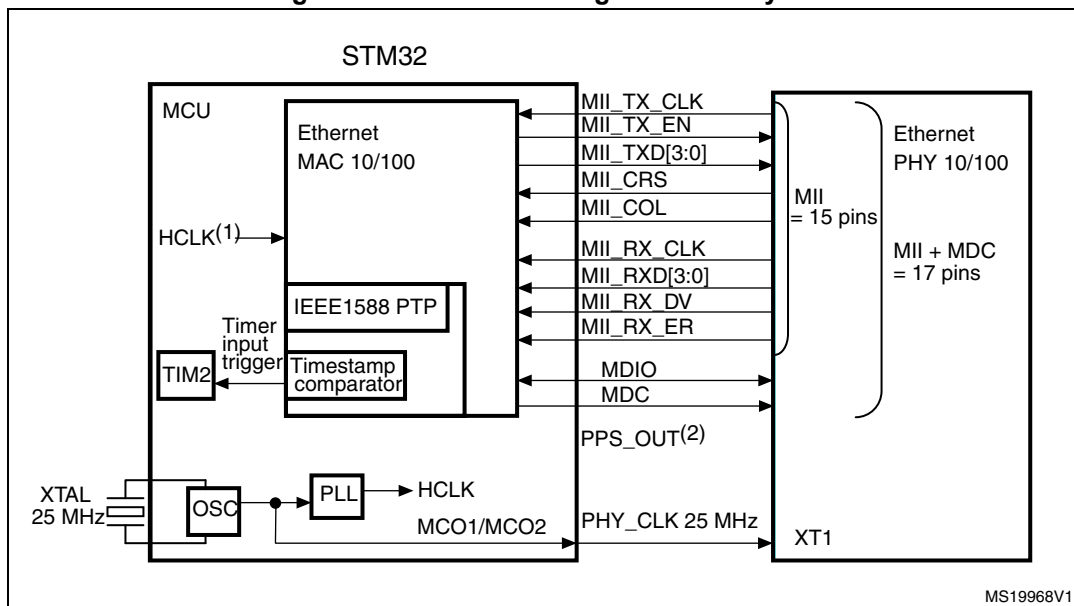 STM32
MCU
Ethernet
MAC 10/100
HCLK(1)
IEEE1588 PTP
Timer
input
trigger
TIM2
Timestamp
comparator
XTAL
25 MHz
OSC
PLL
HCLK
MCO1/MCO2
MII_TX_CLK
MII_TX_EN
MII_TXD[3:0]
MII_CRS
MII_COL
MII_RX_CLK
MII_RXD[3:0]
MII_RX_DV
MII_RX_ER
MDIO
MDC
PPS_OUT(2)
PHY_CLK 25 MHz
MII
= 15 pins
Ethernet
PHY 10/100
MII + MDC
= 17 pins
XT1
MS19968V1